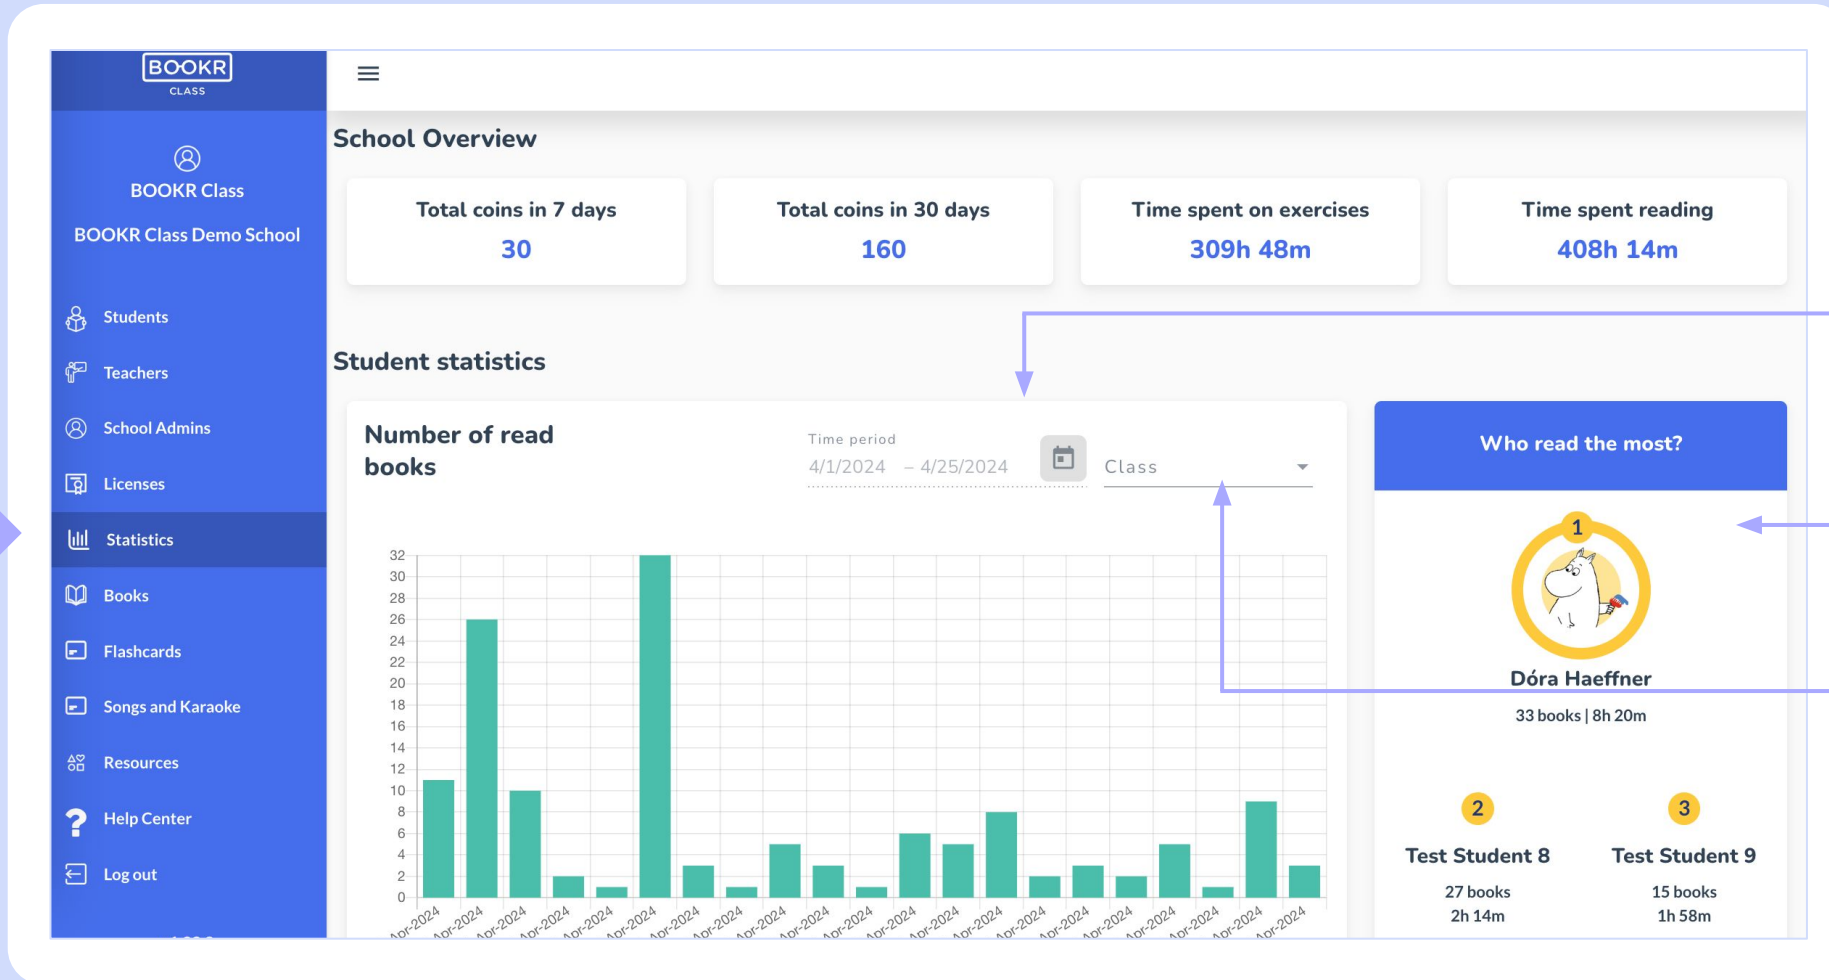 BOOKR
CLASS
BOOKR Class
BOOKR Class Demo School
Students
Teachers
School Admins
Licenses
Statistics
Books
Flashcards
Songs and Karaoke
Resources
Help Center
Log out
School Overview
Total coins in 7 days
30
Total coins in 30 days
160
Time spent on exercises
309h 48m
Time spent reading
408h 14m
Student statistics
Number of read
books
Time period
4/1/2024 – 4/25/2024
Class
32
30
28
26
24
22
20
18
16
14
12
10
8
6
4
2
0
Who read the most?
1
Dóra Haeffner
33 books | 8h 20m
2
Test Student 8
27 books
2h 14m
3
Test Student 9
15 books
1h 58m